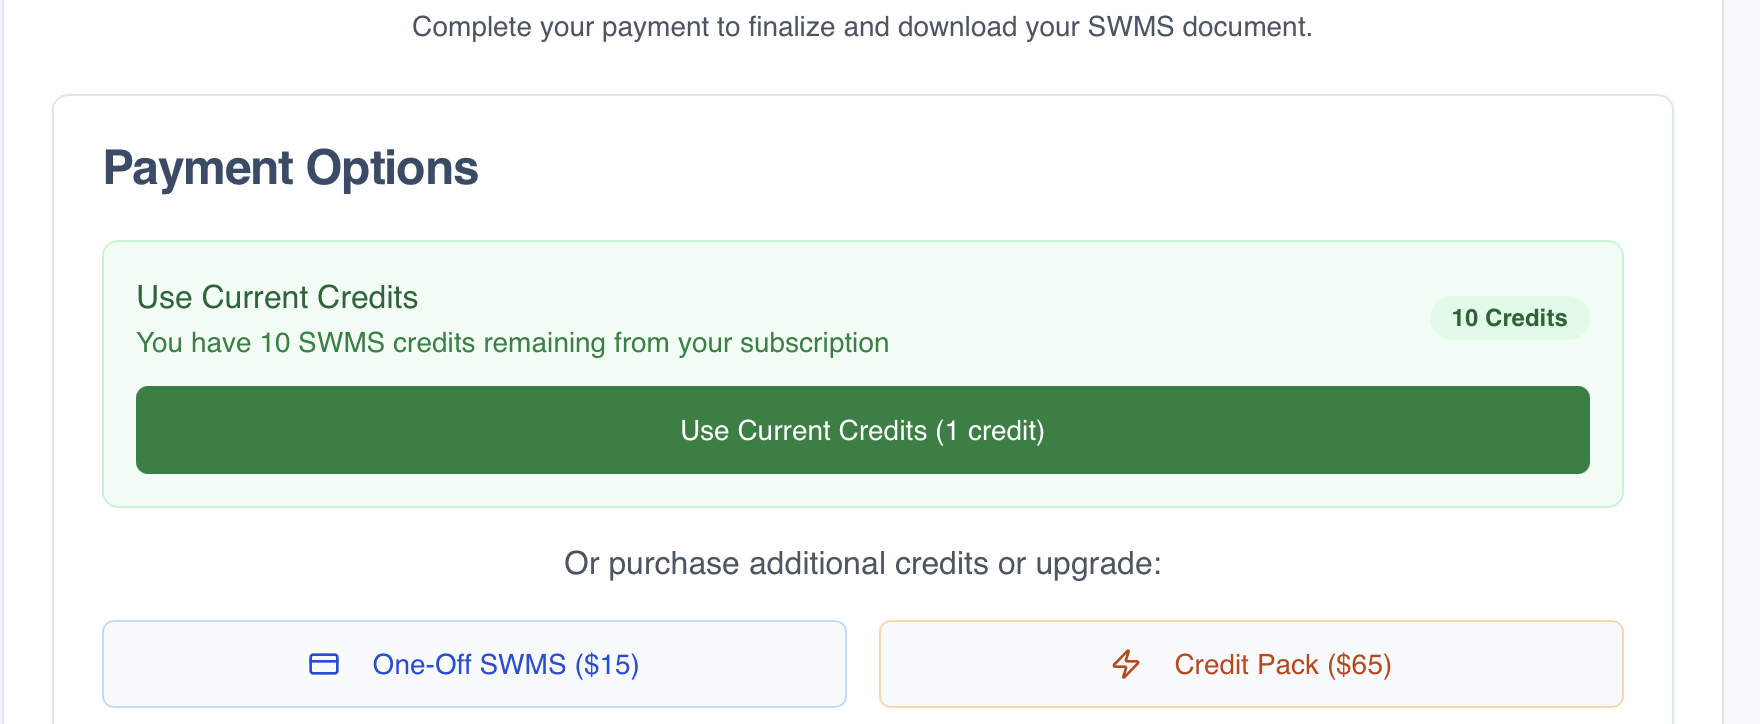 Complete your payment to finalize and download your SWMS document.
Payment Options
Use Current Credits
You have 10 SWMS credits remaining from your subscription
10 Credits
Use Current Credits (1 credit)
Or purchase additional credits or upgrade:
One-Off SWMS ($15)
Credit Pack ($65)